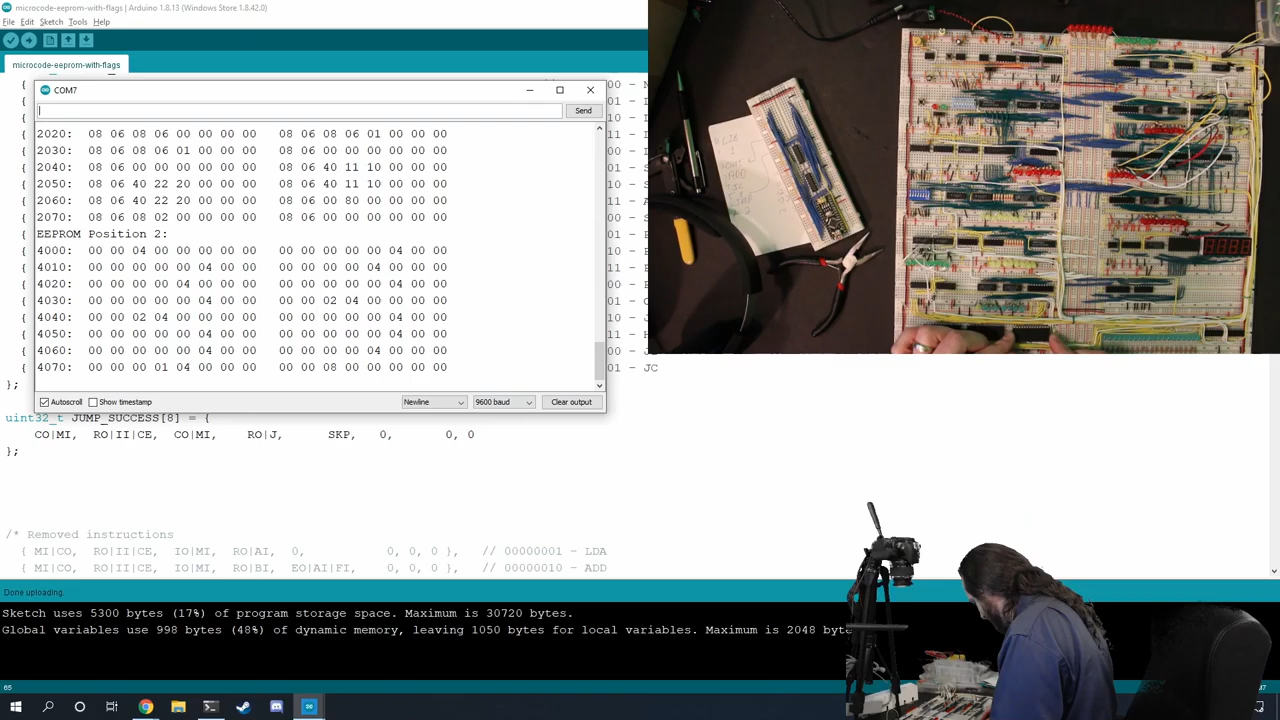 microcode-eeprom-with-flags | Arduino 1.8.13 (Windows Store 1.8.42.0)
File Edit Sketch Tools Help
microcode-eeprom-with-flags
COM7
Send
2020: 08 06 08 06 00 00 00 00 08 06 08 06 01 00 00 00
2030: 08 06 08 06 01 00 00 00 08 06 00 00 00 00 00 00
2040: 08 06 00 00 00 00 00 00
2050: 08 06 40 22 20 00 00 00 08 06 40 11 10 00 00 00
2060: 08 06 40 22 20 00 00 00 08 06 00 80 00 00 00 00
2070: 08 06 08 02 00 00 00 00 08 06 00 00 00 00 00 00
EEPROM Position 2:
4000: 00 00 04 00 00 00 00 00 00 00 00 00 00 04 00 00
4010: 00 00 00 00 00 04 00 00 00 00 00 00 04 00 00 00
4020: 00 00 00 00 04 00 00 00 00 00 00 00 00 04 00 00
4030: 00 00 00 00 00 04 00 00 00 00 02 04 00 00 00 00
4040: 00 00 02 04 00 00 00 00 00 00 00 00 00 04 00 00
4050: 00 00 00 00 00 04 00 00 00 00 00 00 00 04 00 00
4060: 00 00 00 00 00 04 00 00 00 00 00 00 04 00 00 00
4070: 00 00 00 01 04 00 00 00 00 00 08 00 00 00 00 00
Autoscroll Show timestamp Newline 9600 baud Clear output
JC
};
uint32_t JUMP_SUCCESS[8] = {
CO|MI, RO|II|CE, CO|MI, RO|J, SKP, 0, 0, 0
};
/* Removed instructions
{ MI|CO, RO|II|CE, IO|MI, RO|AI, 0, 0, 0, 0 }, // 00000001 - LDA
{ MI|CO, RO|II|CE, IO|MI, RO|BI, EO|AI|FI, 0, 0, 0 }, // 00000010 - ADD
Done uploading.
Sketch uses 5300 bytes (17%) of program storage space. Maximum is 30720 bytes.
Global variables use 998 bytes (48%) of dynamic memory, leaving 1050 bytes for local variables. Maximum is 2048 byte
65